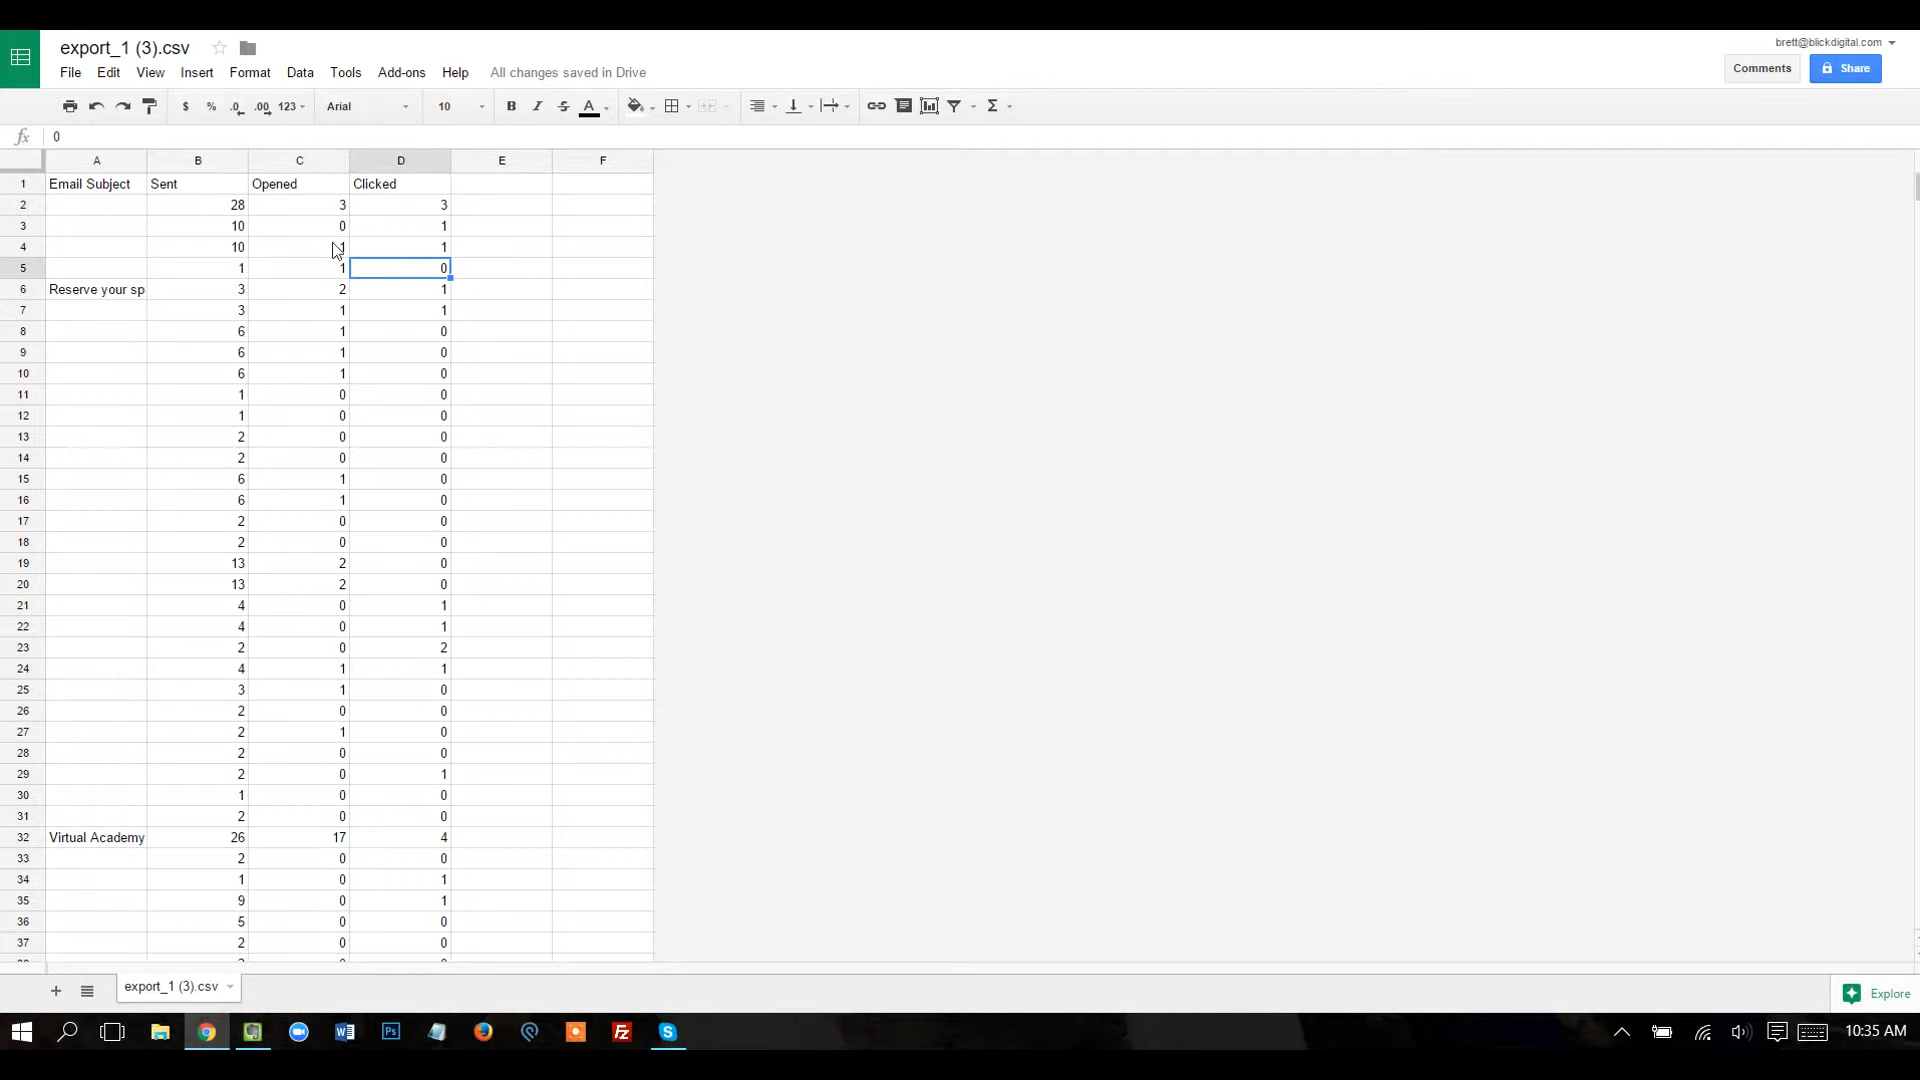 export_1 (3).csv
brett@blickdigital.com
File Edit View Insert Format Data Tools Add-ons Help All changes saved in Drive
Comments Share
$ % .0 .00 123 Arial 10 B I S A Σ
fx 0
A B C D E F
1 Email Subject Sent Opened Clicked
2 28 3 3
3 10 0 1
4 10 1
5 1 1 0
6 Reserve your sp 3 2 1
7 3 1 1
8 6 1 0
9 6 1 0
10 6 1 0
11 1 0 0
12 1 0 0
13 2 0 0
14 2 0 0
15 6 1 0
16 6 1 0
17 2 0 0
18 2 0 0
19 13 2 0
20 13 2 0
21 4 0 1
22 4 0 1
23 2 0 2
24 4 1 1
25 3 1 0
26 2 0 0
27 2 1 0
28 2 0 0
29 2 0 1
30 1 0 0
31 2 0 0
32 Virtual Academy 26 17 4
33 2 0 0
34 1 0 1
35 9 0 1
36 5 0 0
37 2 0 0
export_1 (3).csv
Explore
Ps Fz 10:35 AM